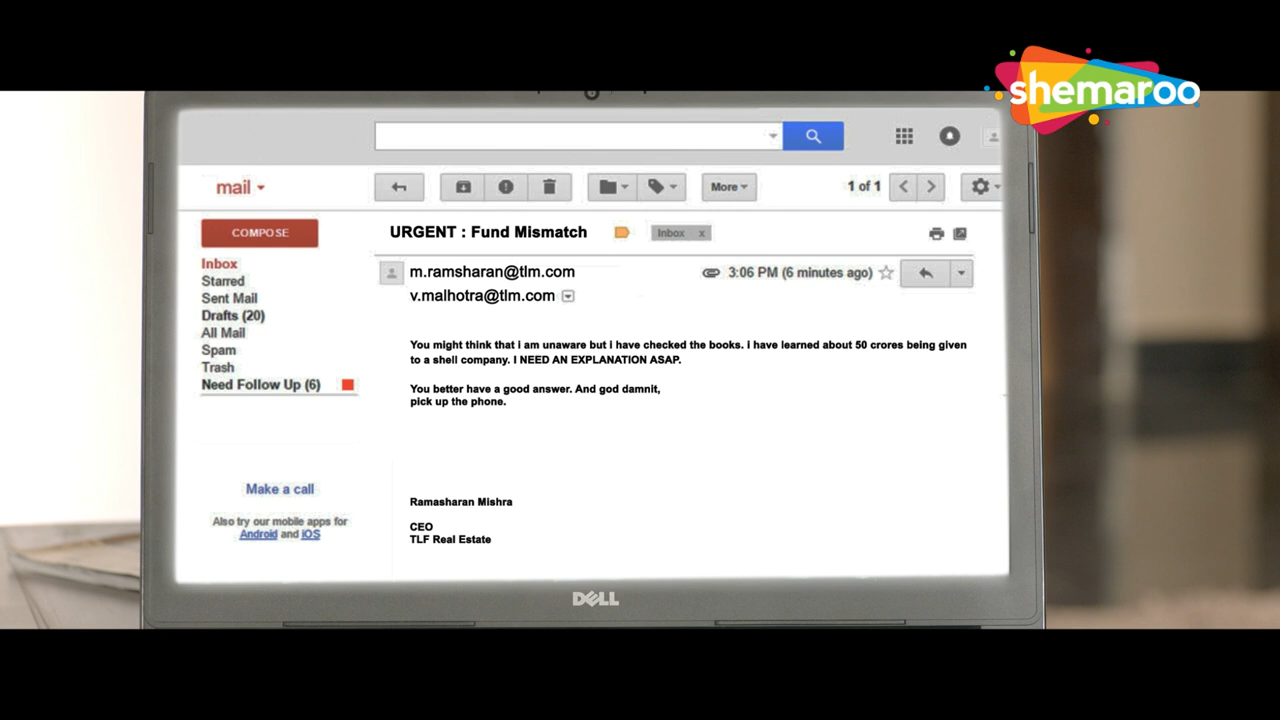 shemaroo
mail
More
1 of 1
COMPOSE
URGENT : Fund Mismatch
Inbox x
Inbox
Starred
Sent Mail
Drafts (20)
All Mail
Spam
Trash
Need Follow Up (6)
m.ramsharan@tlm.com
3:06 PM (6 minutes ago)
v.malhotra@tlm.com
You might think that i am unaware but i have checked the books. i have learned about 50 crores being given
to a shell company. I NEED AN EXPLANATION ASAP.
You better have a good answer. And god damnit,
pick up the phone.
Make a call
Also try our mobile apps for
Android and iOS
Ramasharan Mishra
CEO
TLF Real Estate
DELL